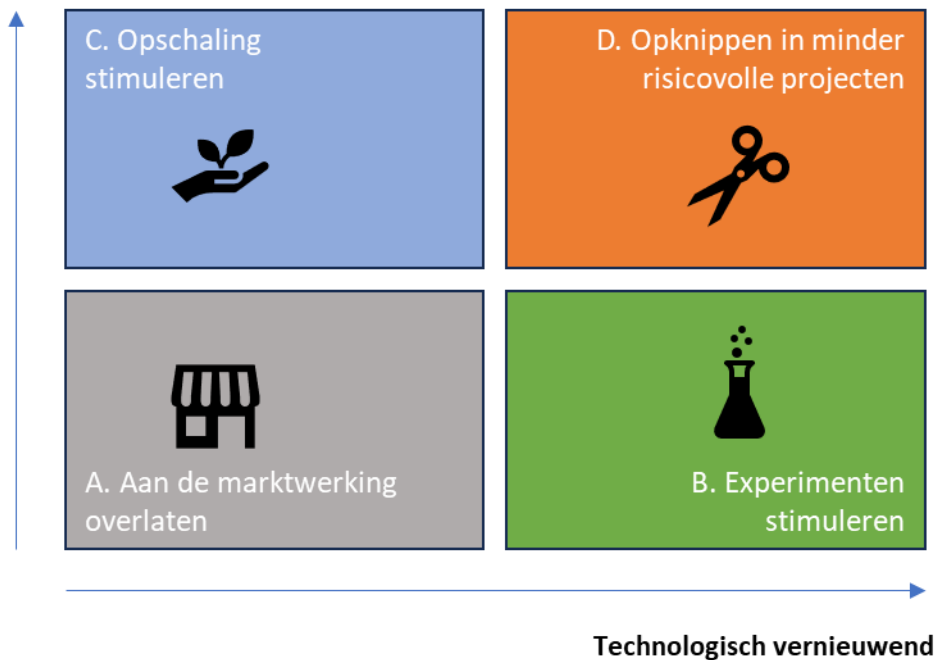 C. Opschaling
stimuleren
D. Opknippen in minder
risicovolle projecten
A. Aan de marktwerking
overlaten
B. Experimenten
stimuleren
Technologisch vernieuwend